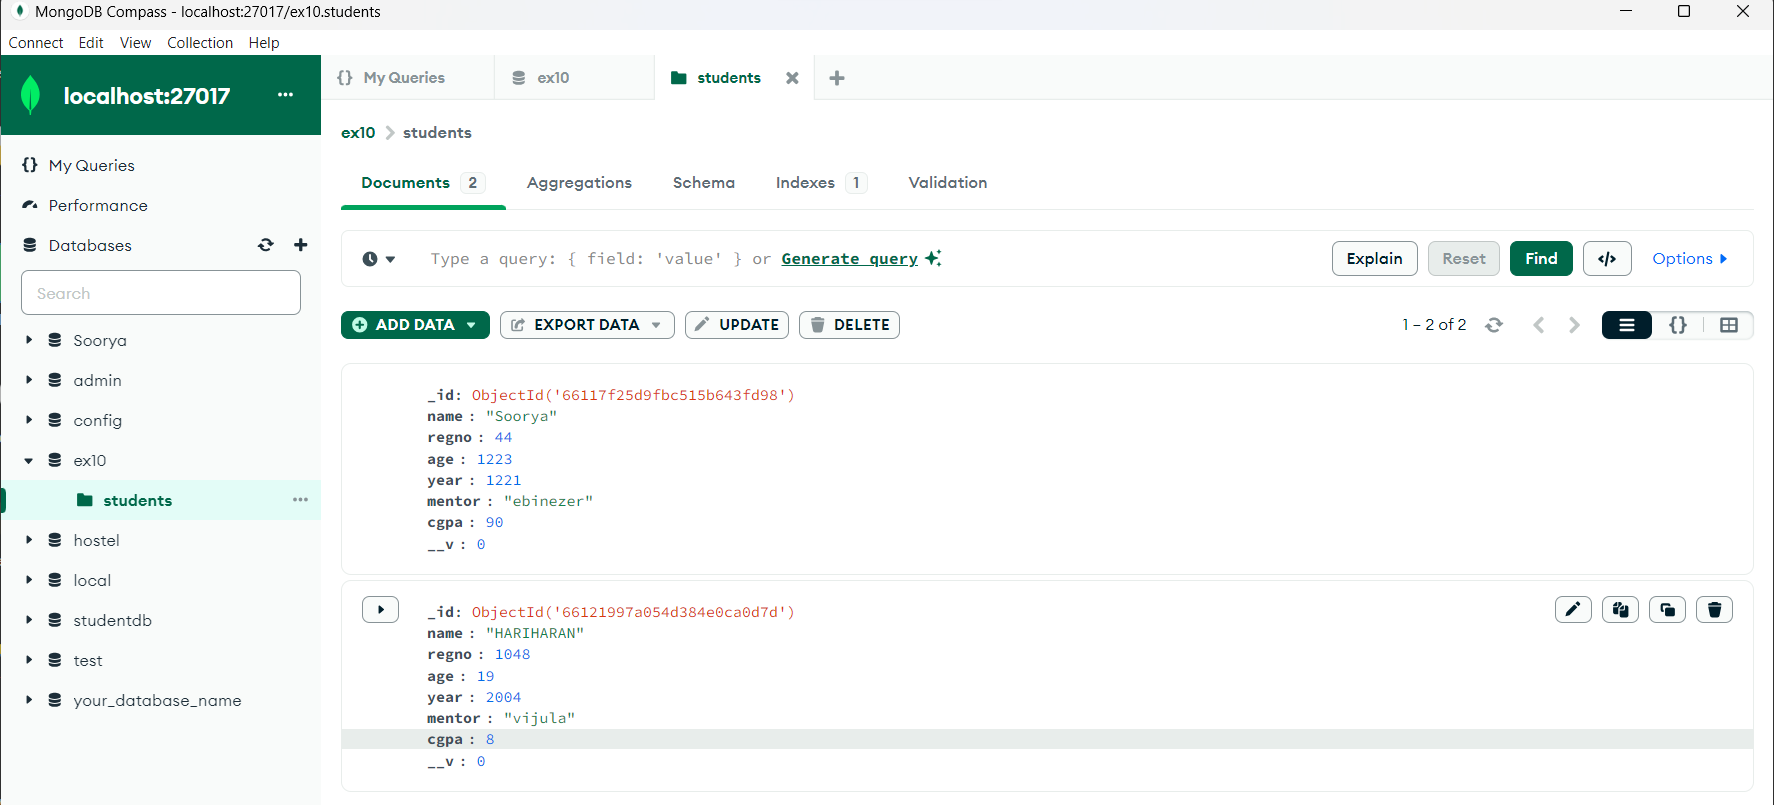 MongoDB Compass - localhost:27017/ex10.students
Connect Edit View Collection Help
localhost:27017
My Queries
Performance
Databases
Search
Soorya
admin
config
ex10
students
hostel
local
studentdb
test
your_database_name
{} My Queries ex10 students
ex10 > students
Documents 2 Aggregations Schema Indexes 1 Validation
Type a query: { field: 'value' } or Generate query Explain Reset Find </> Options
ADD DATA EXPORT DATA UPDATE DELETE 1 – 2 of 2 {}
_id: ObjectId('66117f25d9fbc515b643fd98')
name : "Soorya"
regno : 44
age : 1223
year : 1221
mentor : "ebinezer"
cgpa : 90
__v : 0
_id: ObjectId('66121997a054d384e0ca0d7d')
name : "HARIHARAN"
regno : 1048
age : 19
year : 2004
mentor : "vijula"
cgpa : 8
__v : 0